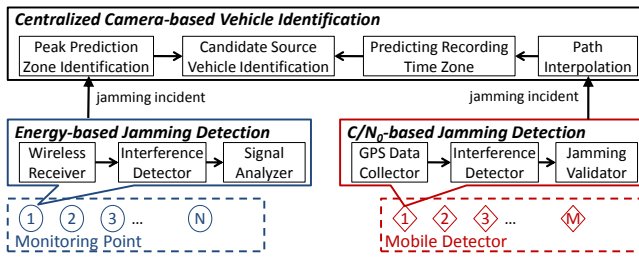 Centralized Camera-based Vehicle Identification
Peak Prediction
Zone Identification
Candidate Source
Vehicle Identification
Predicting Recording
Time Zone
Path
Interpolation
jamming incident
jamming incident
Energy-based Jamming Detection
Wireless
Receiver
Interference
Detector
Signal
Analyzer
C/N0-based Jamming Detection
GPS Data
Collector
Interference
Detector
Jamming
Validator
1 2 3 ... N
Monitoring Point
1 2 3 ... M
Mobile Detector